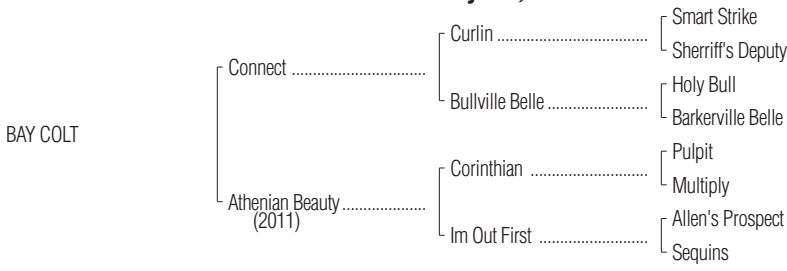 Smart Strike
Curlin ....................................
Sherriff's Deputy
Connect ................................
Holy Bull
Bullville Belle ........................
Barkerville Belle
BAY COLT
Pulpit
Corinthian ............................
Multiply
Athenian Beauty ....................
(2011)
Allen's Prospect
Im Out First ..........................
Sequins